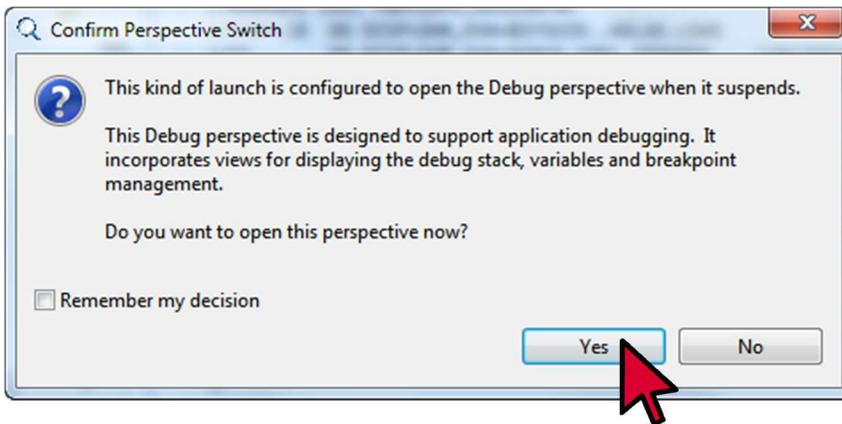 Confirm Perspective Switch
This kind of launch is configured to open the Debug perspective when it suspends.
This Debug perspective is designed to support application debugging. It
incorporates views for displaying the debug stack, variables and breakpoint
management.
Do you want to open this perspective now?
Remember my decision
Yes
No